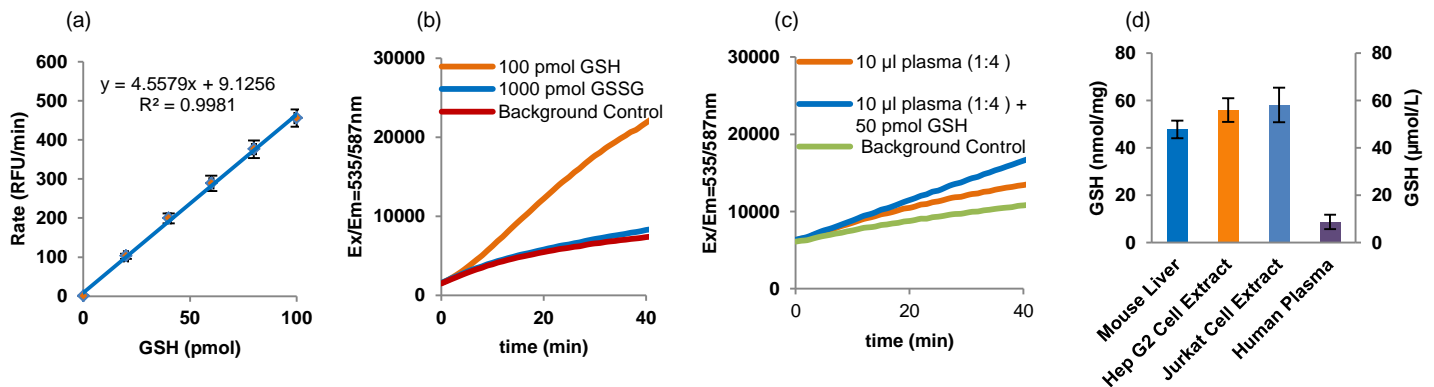 (a)
y = 4.5579x + 9.1256
R² = 0.9981
Rate (RFU/min)
600
500
400
300
200
100
0
0
50
100
GSH (pmol)
(b)
Ex/Em=535/587nm
30000
20000
10000
0
100 pmol GSH
1000 pmol GSSG
Background Control
0
20
40
time (min)
(c)
Ex/Em=535/587nm
30000
20000
10000
0
10 µl plasma (1:4 )
10 µl plasma (1:4 ) +
50 pmol GSH
Background Control
0
20
40
time (min)
(d)
GSH (nmol/mg)
80
60
40
20
0
80
60
40
20
0
GSH (µmol/L)
Mouse Liver
Hep G2 Cell Extract
Jurkat Cell Extract
Human Plasma